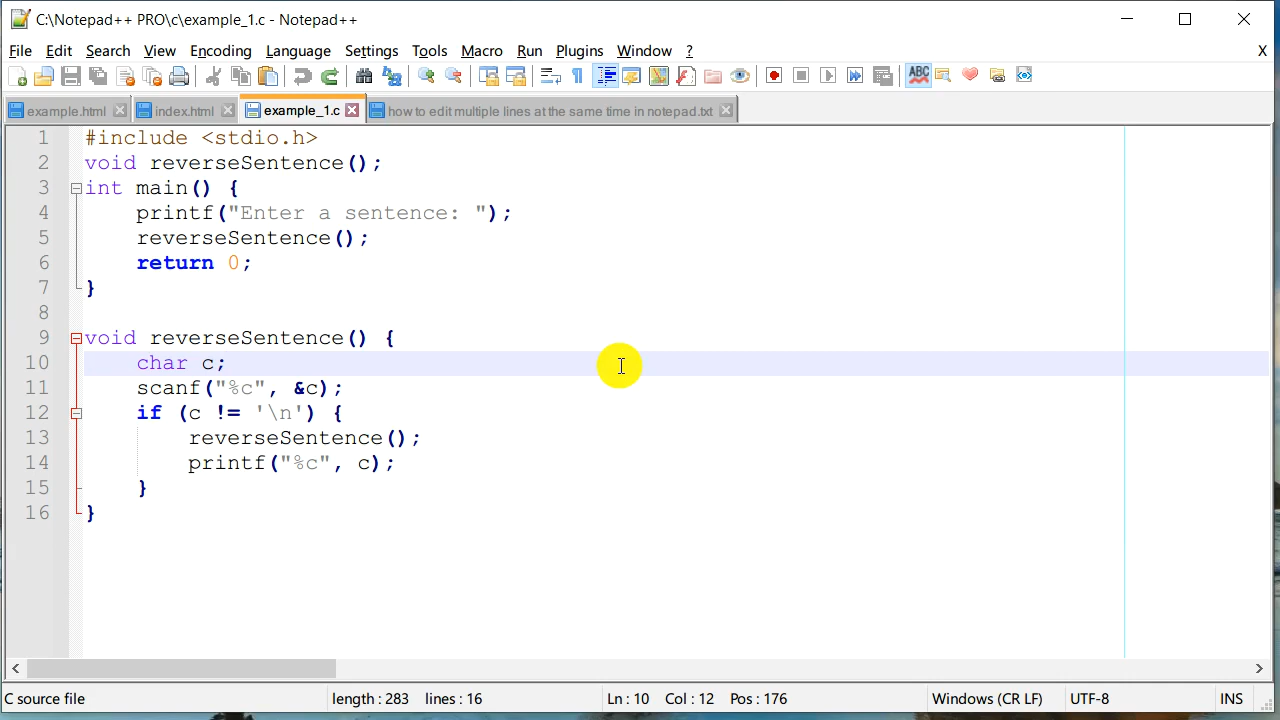 C:\Notepad++ PRO\c\example_1.c - Notepad++
File Edit Search View Encoding Language Settings Tools Macro Run Plugins Window ? X
ABC
example.html index.html example_1.c how to edit multiple lines at the same time in notepad.txt
1 #include <stdio.h>
2 void reverseSentence();
3 int main() {
4     printf("Enter a sentence: ");
5     reverseSentence();
6     return 0;
7 }
8
9 void reverseSentence() {
10     char c;
11     scanf("%c", &c);
12     if (c != '\n') {
13         reverseSentence();
14         printf("%c", c);
15     }
16 }
C source file length : 283 lines : 16 Ln : 10 Col : 12 Pos : 176 Windows (CR LF) UTF-8 INS